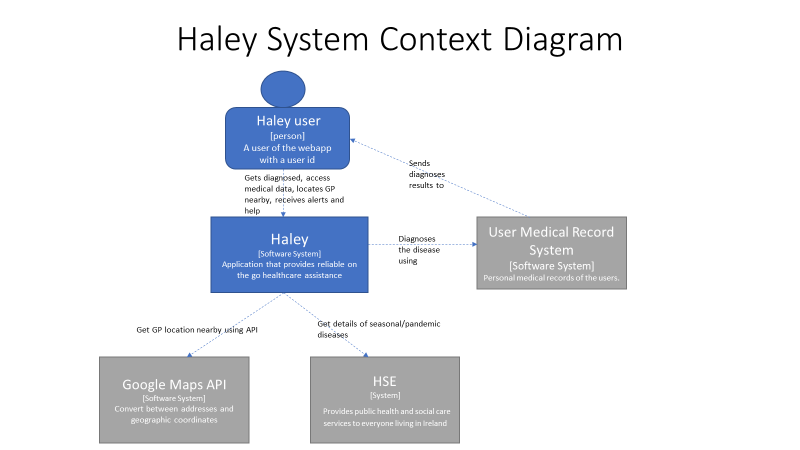 Haley System Context Diagram
Haley user
[person]
A user of the webapp
with a user id
Sends
diagnoses
results to
Gets diagnosed, access
medical data, locates GP
nearby, receives alerts and
help
Haley
[Software System]
Application that provides reliable on
the go healthcare assistance
Diagnoses
the disease
using
User Medical Record
System
[Software System]
Personal medical records of the users.
Get GP location nearby using API
Get details of seasonal/pandemic
diseases
Google Maps API
[Software System]
Convert between addresses and
geographic coordinates
HSE
[System]
Provides public health and social care
services to everyone living in Ireland